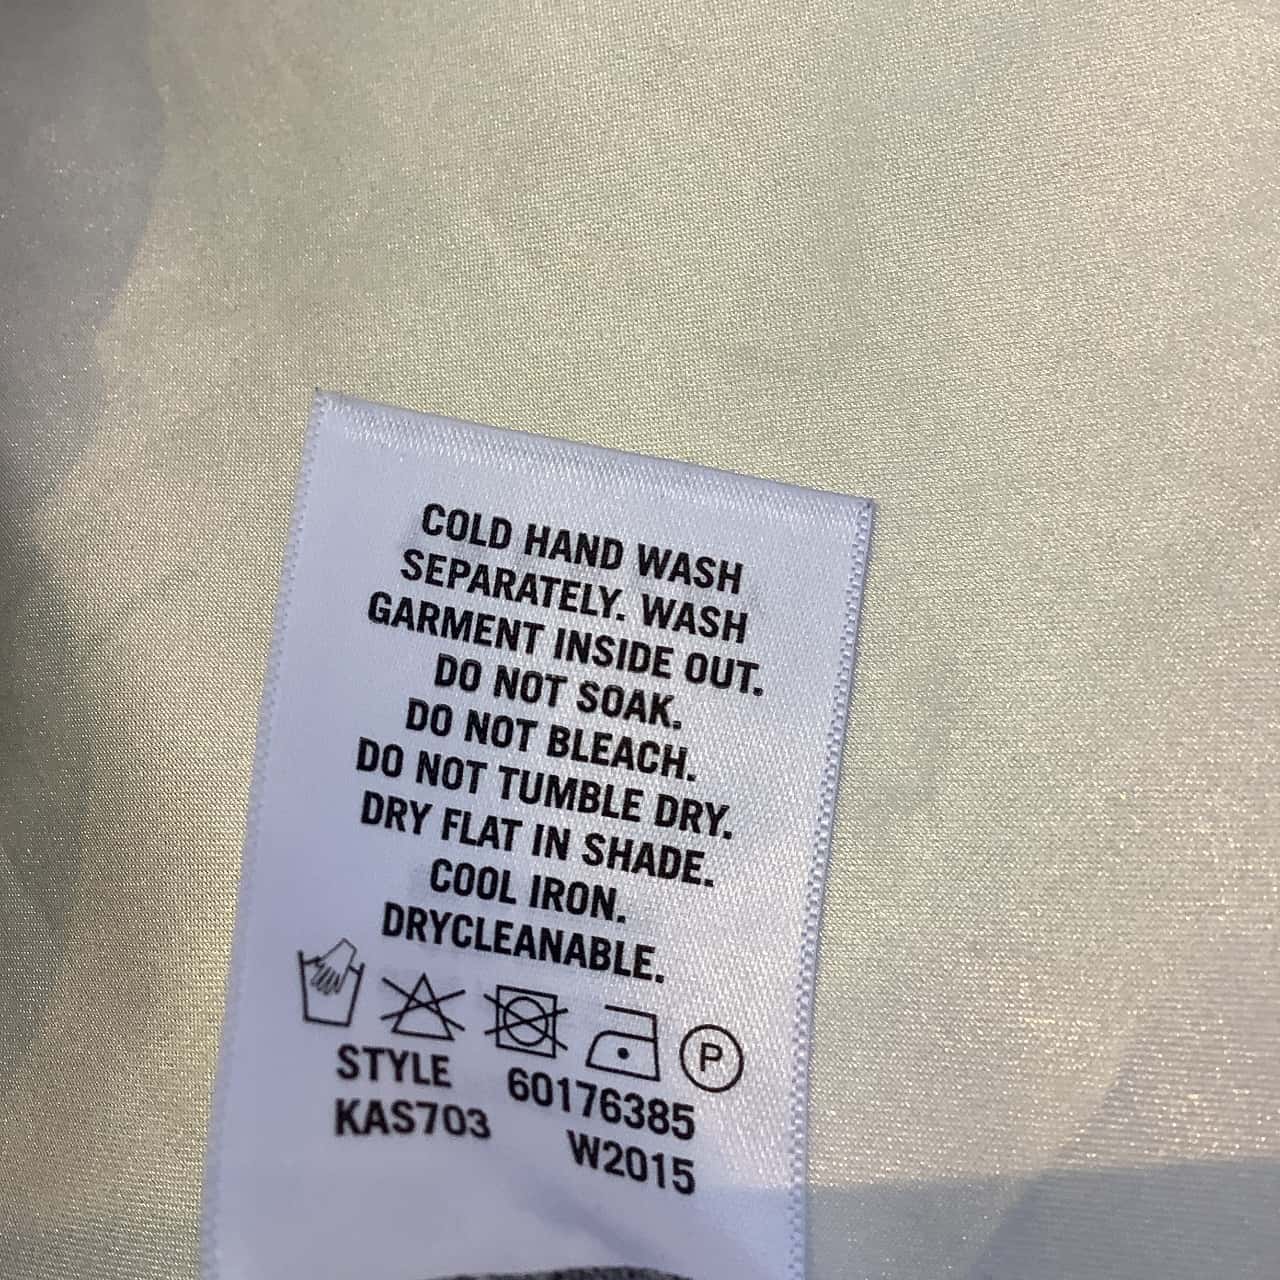 COLD HAND WASH
SEPARATELY. WASH
GARMENT INSIDE OUT.
DO NOT SOAK.
DO NOT BLEACH.
DO NOT TUMBLE DRY.
DRY FLAT IN SHADE.
COOL IRON.
DRYCLEANABLE.
P
STYLE 60176385
KAS703 W2015